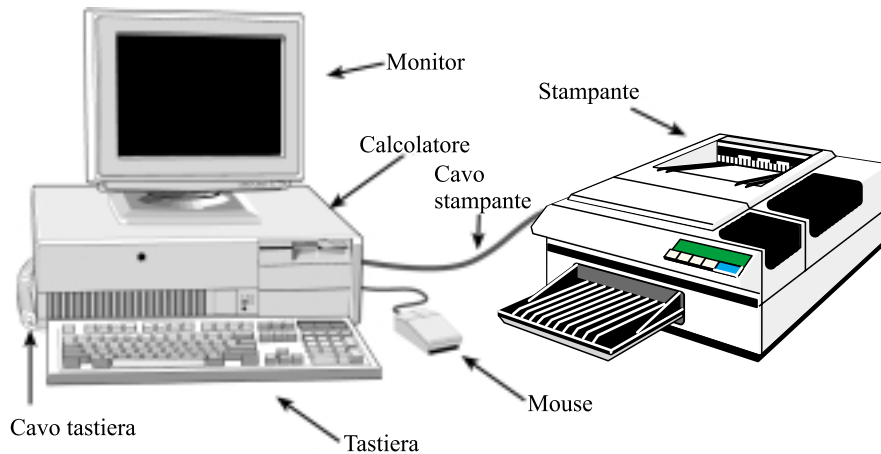 Monitor
Stampante
Calcolatore
Cavo
stampante
Mouse
Cavo tastiera
Tastiera